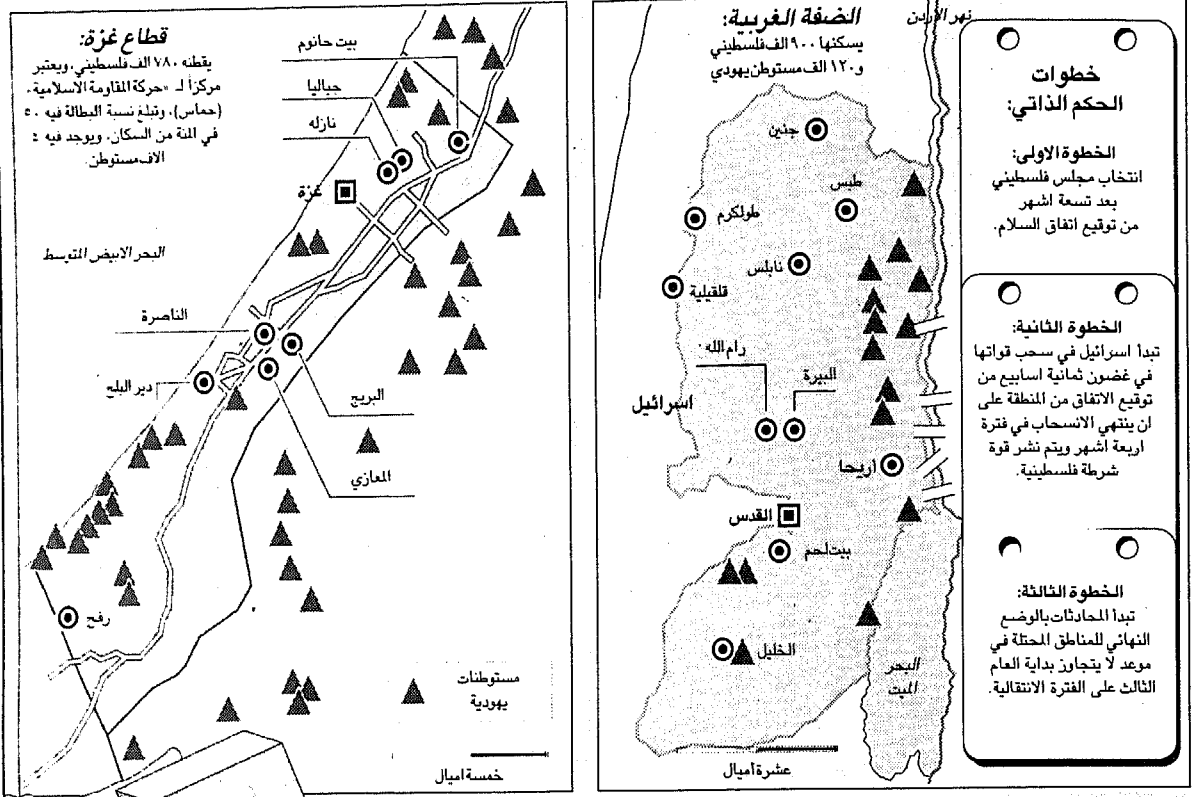 خطوات
الحكم الذاتي:
الخطوة الاولى:
انتخاب مجلس فلسطيني
بعد تسعة اشهر
من توقيع اتفاق السلام.
الخطوة الثانية:
تبدأ اسرائيل في سحب قواتها
في غضون ثمانية اسابيع من
توقيع الاتفاق من المنطقة على
ان ينتهي الانسحاب في فترة
اربعة اشهر ويتم نشر قوة
شرطة فلسطينية.
الخطوة الثالثة:
تبدأ المحادثات بالوضع
النهائي للمناطق المحتلة في
موعد لا يتجاوز بداية العام
الثالث على الفترة الانتقالية.
الضفة الغربية:
يسكنها ٩٠٠ الف فلسطيني
و١٢٠ الف مستوطن يهودي
نهر الاردن
جنين
طبس
طولكرم
نابلس
قلقيلية
رام الله
البيرة
اسرائيل
اريحا
القدس
بيت لحم
الخليل
البحر
الميت
عشرة اميال
قطاع غزة:
يقطنه ٧٨٠ الف فلسطيني، ويعتبر
مركزاً لـ «حركة المقاومة الاسلامية»
(حماس)، وتبلغ نسبة البطالة فيه ٥٠
في المئة من السكان، ويوجد فيه ٤
الاف مستوطن.
بيت حانوم
جباليا
نازله
غزة
البحر الابيض المتوسط
الناصرة
دير البلح
البريج
المعازي
رفح
مستوطنات
يهودية
خمسة اميال